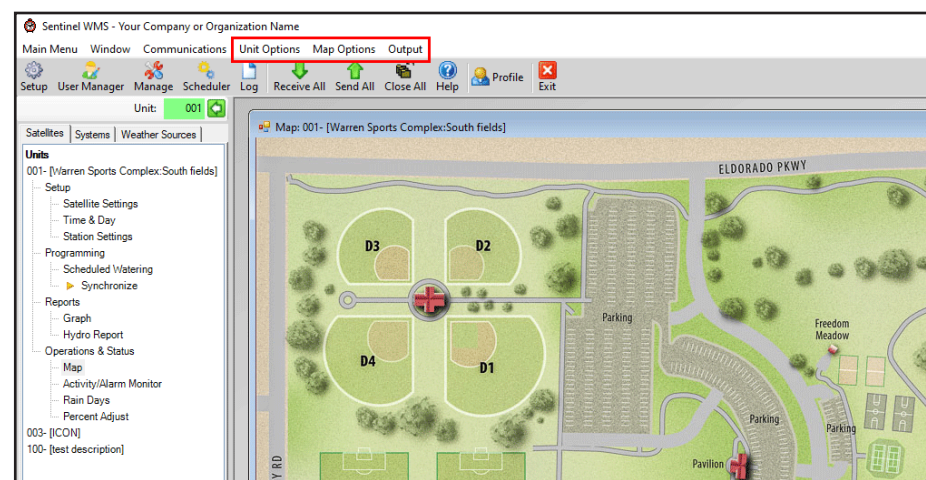 Sentinel WMS - Your Company or Organization Name
Main Menu Window Communications Unit Options Map Options Output
Setup User Manager Manage Scheduler Log Receive All Send All Close All Help Profile Exit
Unit: 001
Satellites Systems Weather Sources
Map: 001- [Warren Sports Complex:South fields]
Units
001- [Warren Sports Complex:South fields]
Setup
Satellite Settings
Time & Day
Station Settings
Programming
Scheduled Watering
Synchronize
Reports
Graph
Hydro Report
Operations & Status
Map
Activity/Alarm Monitor
Rain Days
Percent Adjust
003- [ICON]
100- [test description]
ELDORADO PKWY
D3
D2
D4
D1
Parking
Freedom
Meadow
Parking
Parking
Pavilion
Y RD